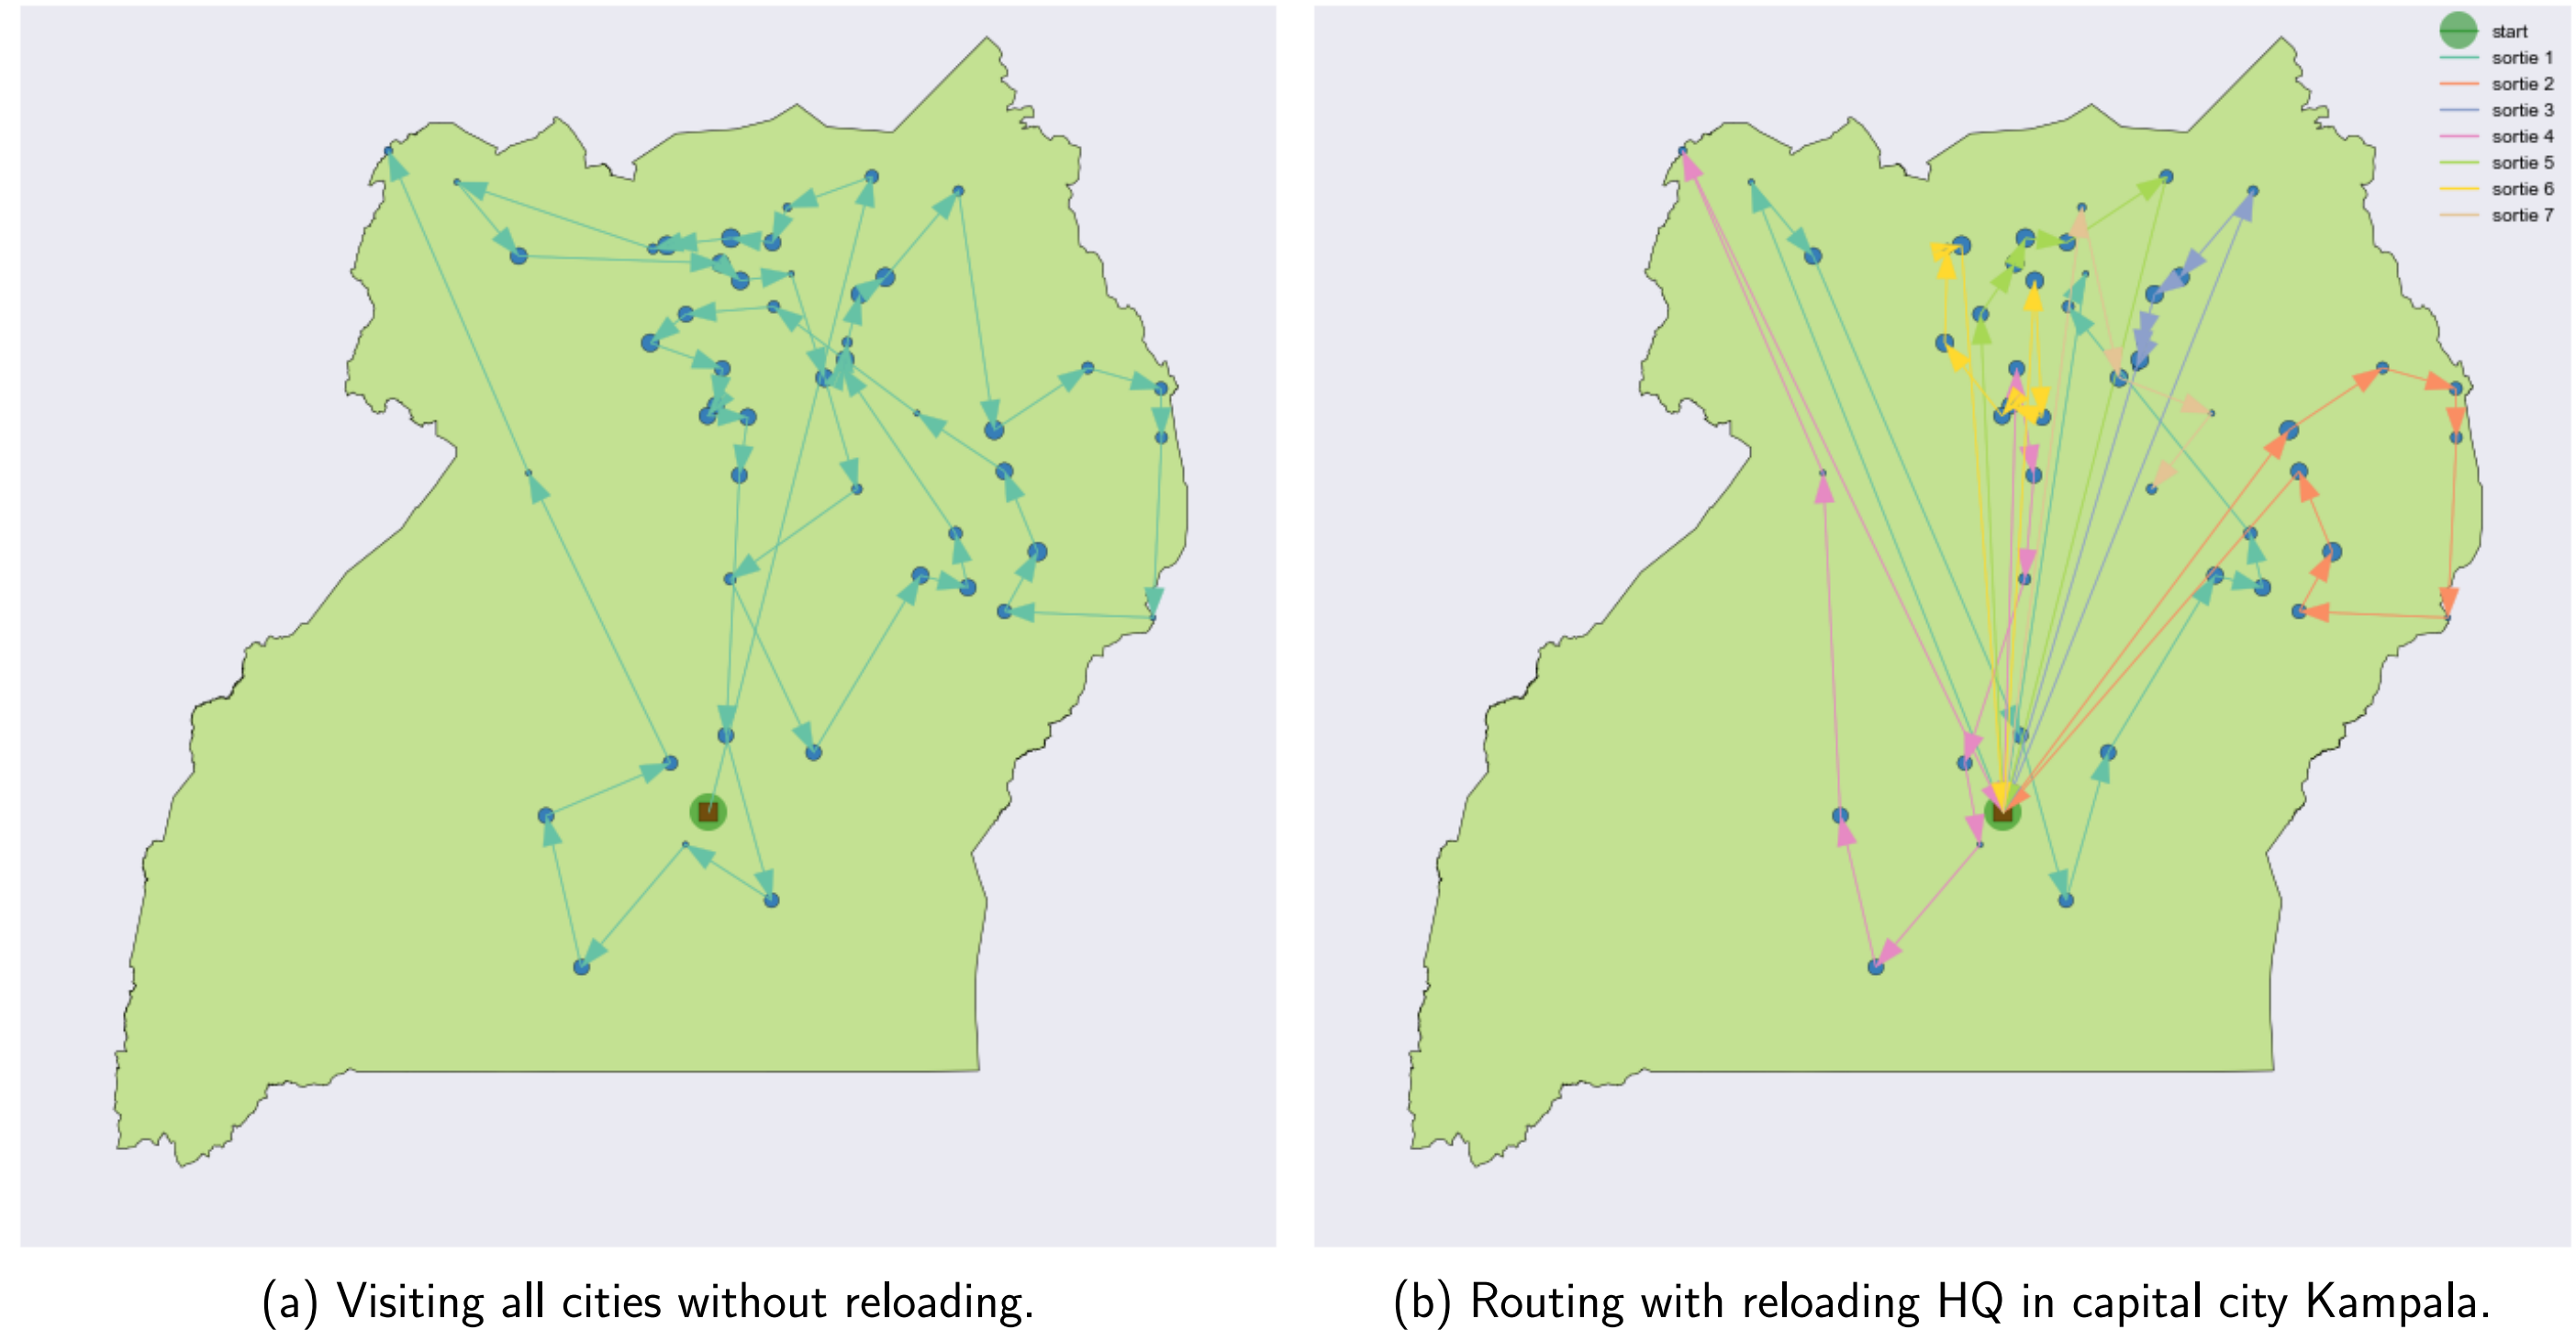 start
sortie 1
sortie 2
sortie 3
sortie 4
sortie 5
sortie 6
sortie 7
(a) Visiting all cities without reloading.
(b) Routing with reloading HQ in capital city Kampala.